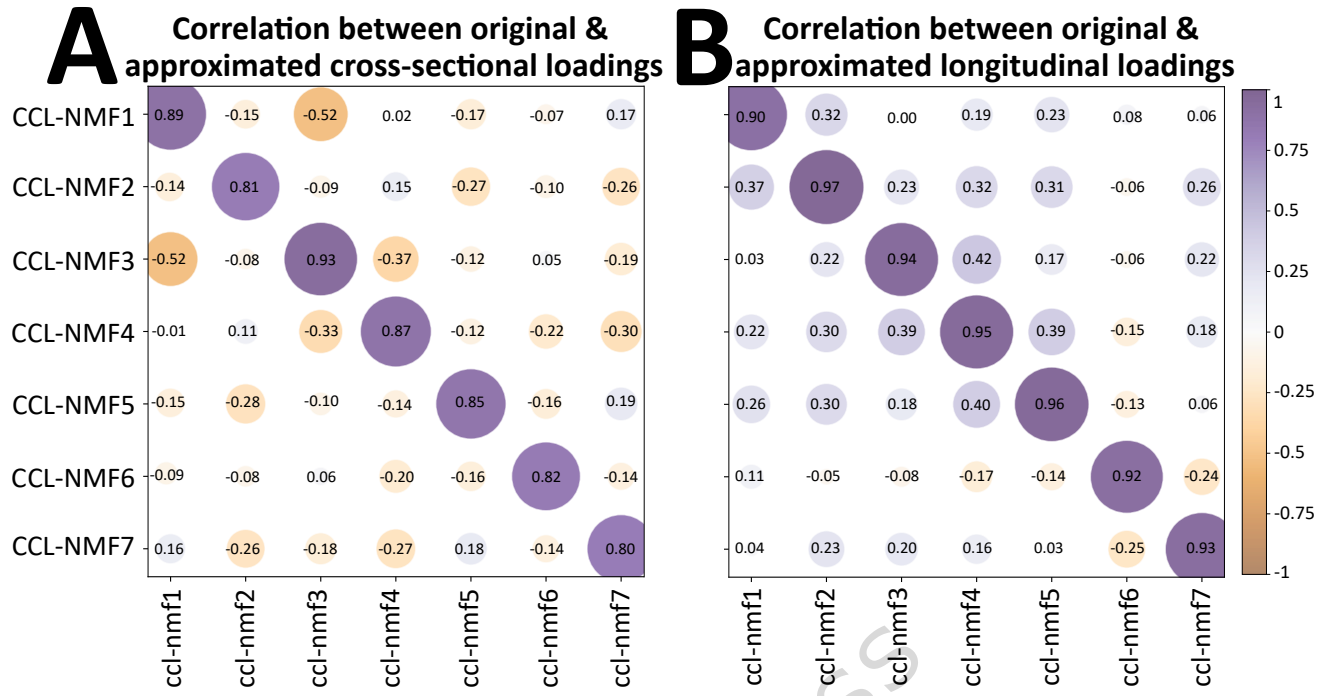 A
Correlation between original &
approximated cross-sectional loadings
B
Correlation between original &
approximated longitudinal loadings
CCL-NMF1 0.89 -0.15 -0.52 0.02 -0.17 -0.07 0.17
CCL-NMF2 -0.14 0.81 -0.09 0.15 -0.27 -0.10 -0.26
CCL-NMF3 -0.52 -0.08 0.93 -0.37 -0.12 0.05 -0.19
CCL-NMF4 -0.01 0.11 -0.33 0.87 -0.12 -0.22 -0.30
CCL-NMF5 -0.15 -0.28 -0.10 -0.14 0.85 -0.16 0.19
CCL-NMF6 -0.09 -0.08 0.06 -0.20 -0.16 0.82 -0.14
CCL-NMF7 0.16 -0.26 -0.18 -0.27 0.18 -0.14 0.80
ccl-nmf1 ccl-nmf2 ccl-nmf3 ccl-nmf4 ccl-nmf5 ccl-nmf6 ccl-nmf7
0.90 0.32 0.00 0.19 0.23 0.08 0.06
0.37 0.97 0.23 0.32 0.31 -0.06 0.26
0.03 0.22 0.94 0.42 0.17 -0.06 0.22
0.22 0.30 0.39 0.95 0.39 -0.15 0.18
0.26 0.30 0.18 0.40 0.96 -0.13 0.06
0.11 -0.05 -0.08 -0.17 -0.14 0.92 -0.24
0.04 0.23 0.20 0.16 0.03 -0.25 0.93
ccl-nmf1 ccl-nmf2 ccl-nmf3 ccl-nmf4 ccl-nmf5 ccl-nmf6 ccl-nmf7
1
0.75
0.5
0.25
0
-0.25
-0.5
-0.75
-1